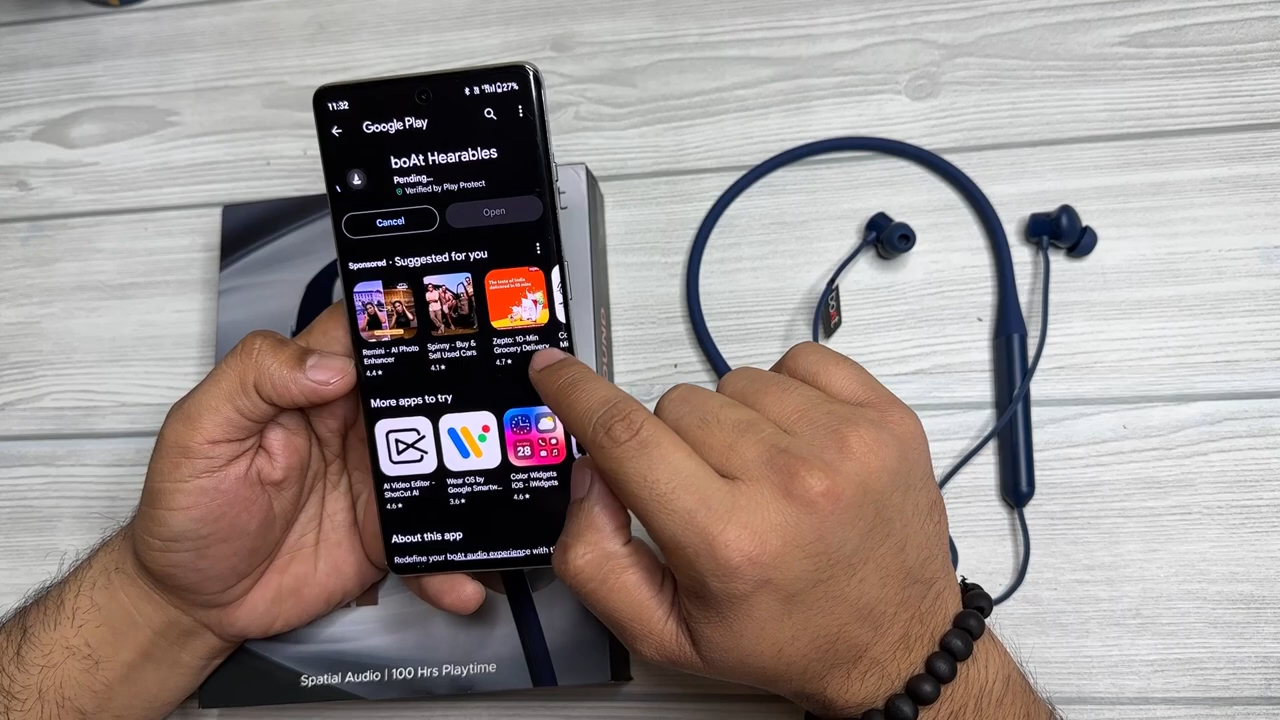 11:32
27%
Google Play
boAt Hearables
Pending...
Verified by Play Protect
Cancel
Open
Sponsored • Suggested for you
Remini - AI Photo
Enhancer
4.4★
Spinny - Buy &
Sell Used Cars
4.1★
The taste of India
delivered in 10 mins
Zepto: 10-Min
Grocery Delivery
4.7★
More apps to try
Sunday
28
AI Video Editor -
ShotCut AI
4.6★
Wear OS by
Google Smartw...
3.6★
Color Widgets
iOS - iWidgets
4.6★
About this app
Redefine your boAt audio experience with
Spatial Audio | 100 Hrs Playtime
boAt